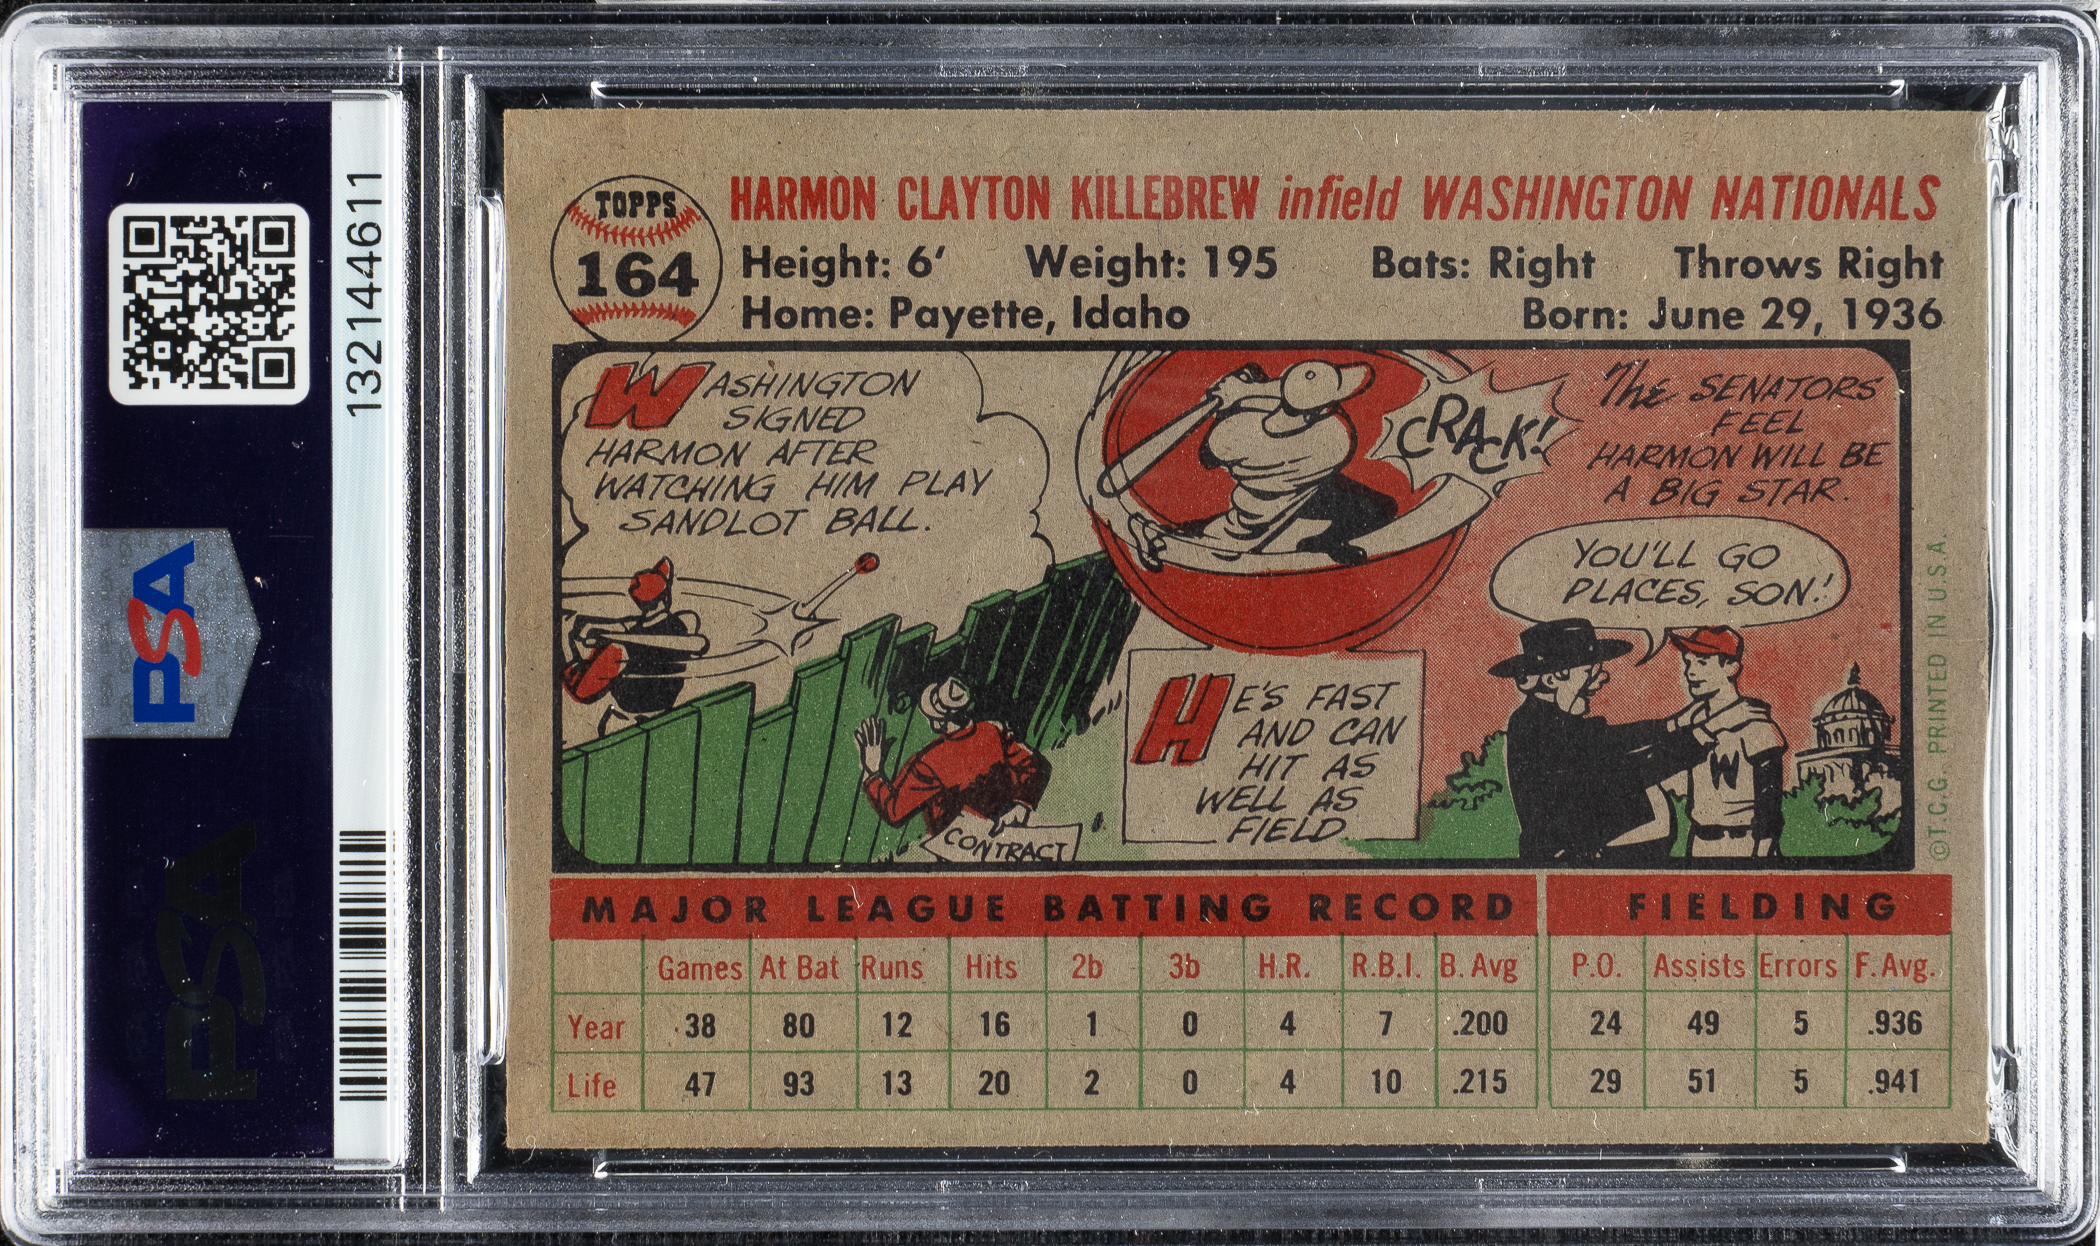 132144611
PSA
PSA
TOPPS
164
HARMON CLAYTON KILLEBREW infield WASHINGTON NATIONALS
Height: 6' Weight: 195 Bats: Right Throws Right
Home: Payette, Idaho Born: June 29, 1936
WASHINGTON
SIGNED
HARMON AFTER
WATCHING HIM PLAY
SANDLOT BALL.
CONTRACT
CRACK!
HE'S FAST
AND CAN
HIT AS
WELL AS
FIELD
The SENATORS
FEEL
HARMON WILL BE
A BIG STAR.
YOU'LL GO
PLACES, SON!
W
©T.C.G. PRINTED IN U.S.A.
MAJOR LEAGUE BATTING RECORD FIELDING
Games At Bat Runs Hits 2b 3b H.R. R.B.I. B. Avg P.O. Assists Errors F. Avg.
Year 38 80 12 16 1 0 4 7 .200 24 49 5 .936
Life 47 93 13 20 2 0 4 10 .215 29 51 5 .941